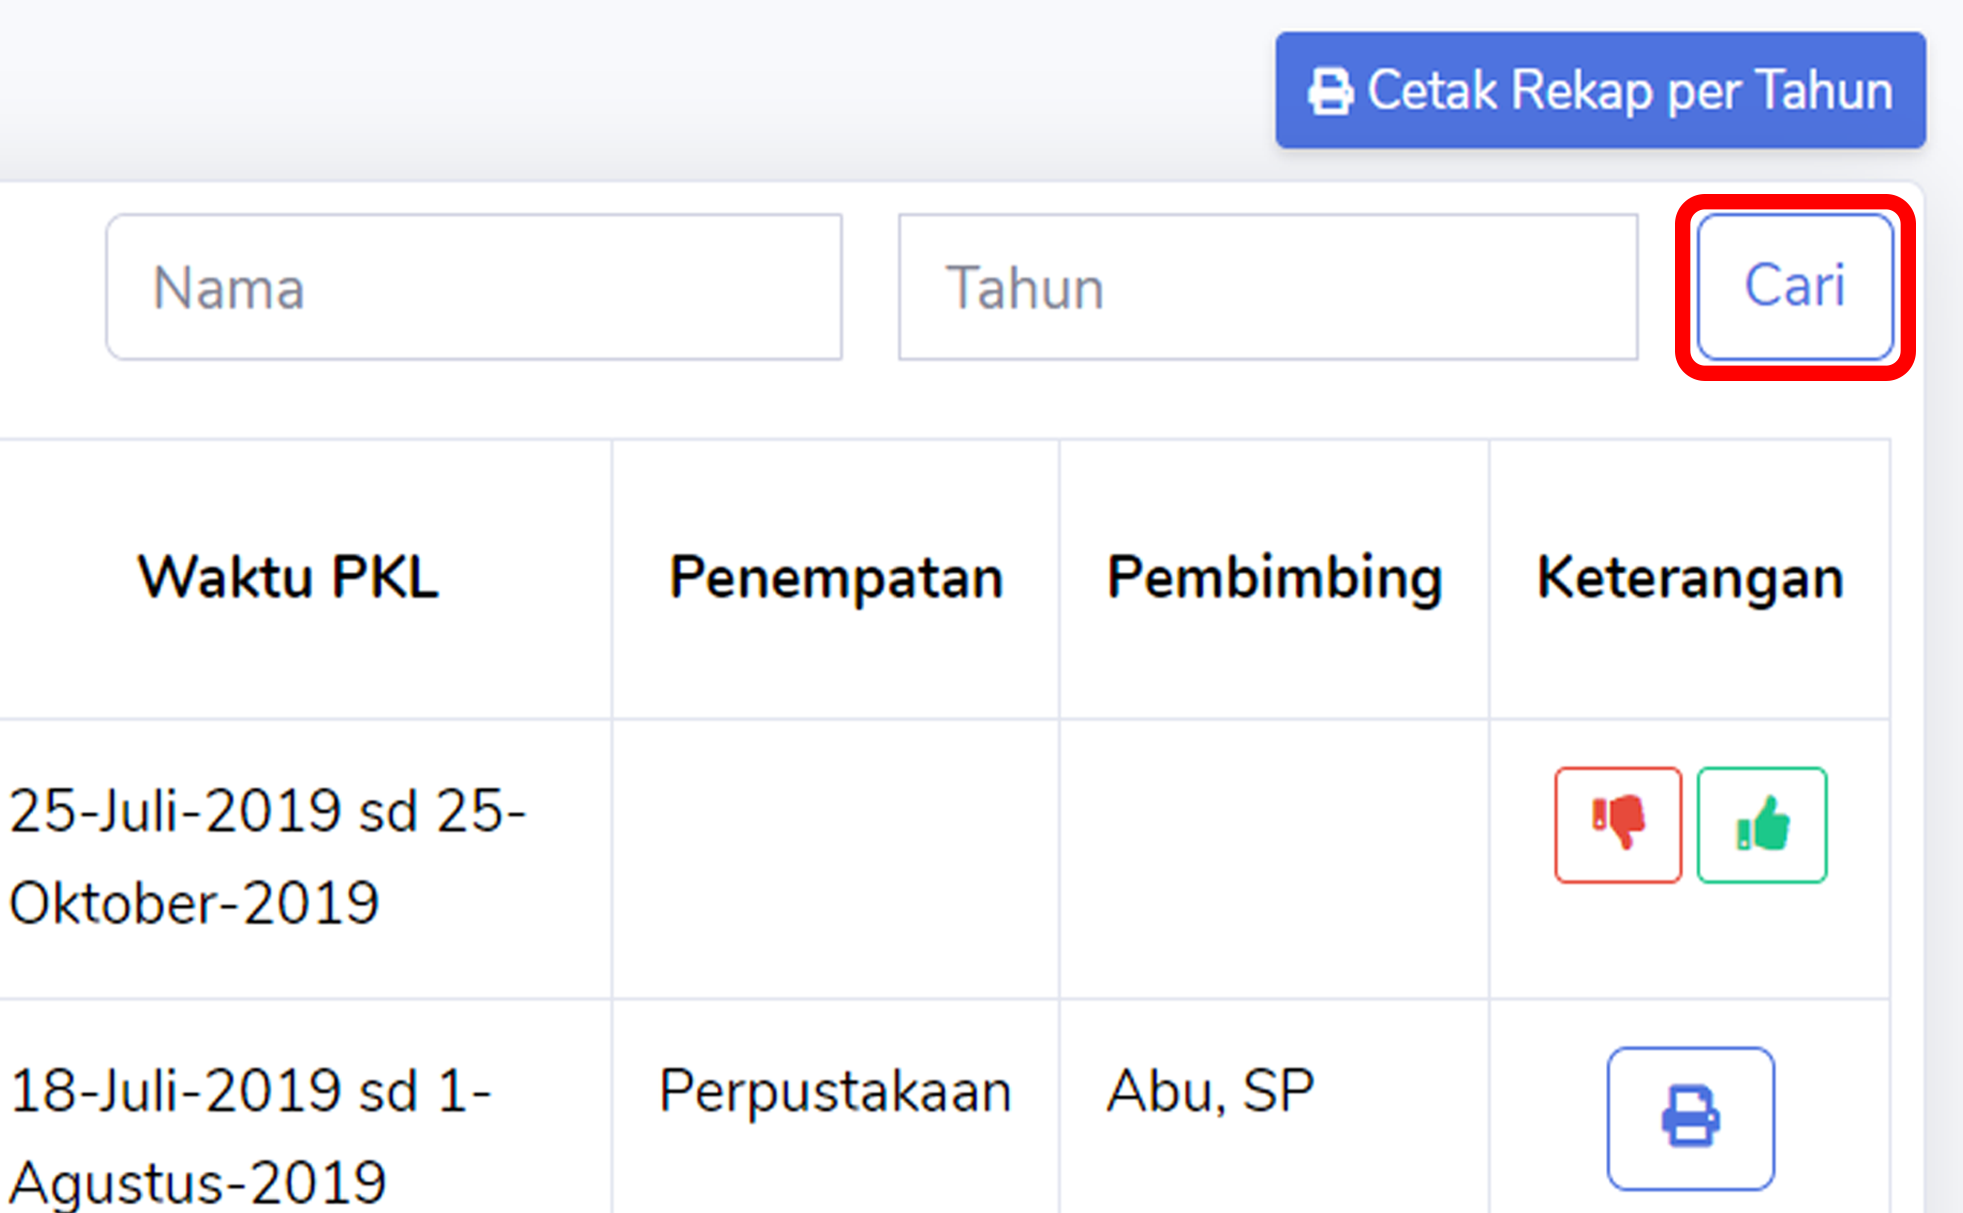 Cetak Rekap per Tahun
Nama Tahun Cari
Waktu PKL Penempatan Pembimbing Keterangan
25-Juli-2019 sd 25-
Oktober-2019
18-Juli-2019 sd 1- Perpustakaan Abu, SP
Agustus-2019